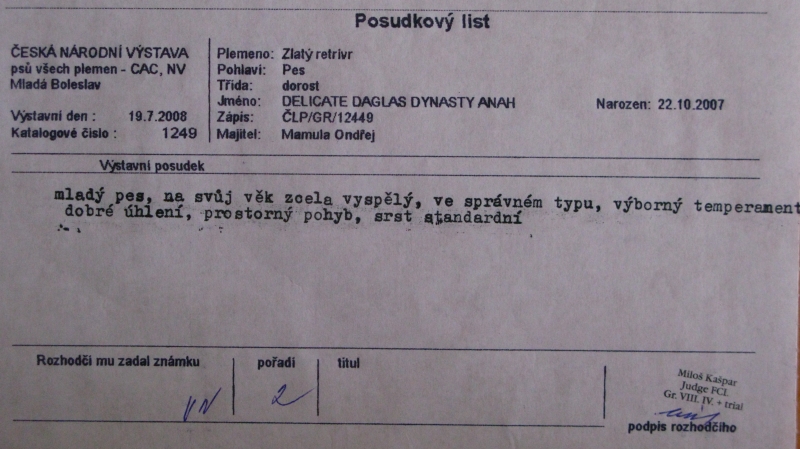 Posudkový list
ČESKÁ NÁRODNÍ VÝSTAVA
psů všech plemen - CAC, NV
Mladá Boleslav
Výstavní den : 19.7.2008
Katalogové číslo : 1249
Plemeno: Zlatý retrívr
Pohlaví: Pes
Třída: dorost
Jméno: DELICATE DAGLAS DYNASTY ANAH
Zápis: ČLP/GR/12449
Majitel: Mamula Ondřej
Narozen: 22.10.2007
Výstavní posudek
mladý pes, na svůj věk zcela vyspělý, ve správném typu, výborný temperament
dobré úhlení, prostorný pohyb, srst standardní
Rozhodčí mu zadal známku
VN
pořadí
2
titul
Miloš Kašpar
Judge FCI.
Gr. VIII. IV. + trial
podpis rozhodčího